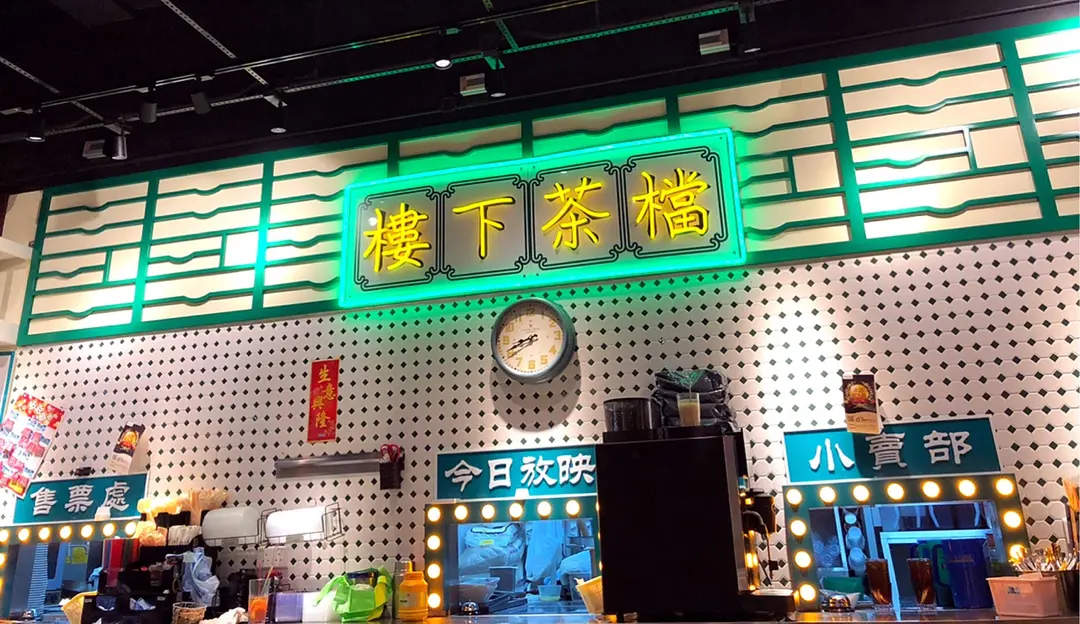 樓下茶檔
生意興隆
售票處
今日放映
小賣部